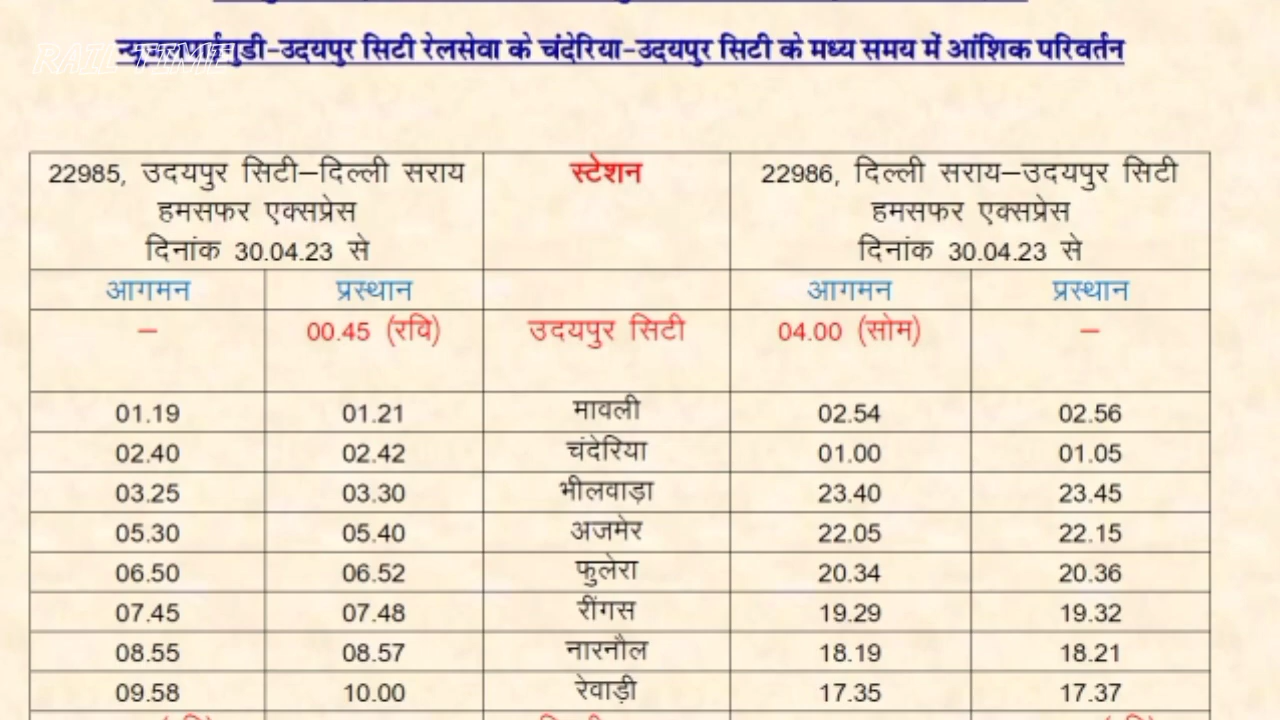 RAIL TIME
गुडी-उदयपुर सिटी रेलसेवा के चंदेरिया-उदयपुर सिटी के मध्य समय में आंशिक परिवर्तन
22985, उदयपुर सिटी–दिल्ली सराय स्टेशन 22986, दिल्ली सराय–उदयपुर सिटी
हमसफर एक्सप्रेस हमसफर एक्सप्रेस
दिनांक 30.04.23 से दिनांक 30.04.23 से
आगमन प्रस्थान आगमन प्रस्थान
– 00.45 (रवि) उदयपुर सिटी 04.00 (सोम) –
01.19 01.21 मावली 02.54 02.56
02.40 02.42 चंदेरिया 01.00 01.05
03.25 03.30 भीलवाड़ा 23.40 23.45
05.30 05.40 अजमेर 22.05 22.15
06.50 06.52 फुलेरा 20.34 20.36
07.45 07.48 रींगस 19.29 19.32
08.55 08.57 नारनौल 18.19 18.21
09.58 10.00 रेवाड़ी 17.35 17.37